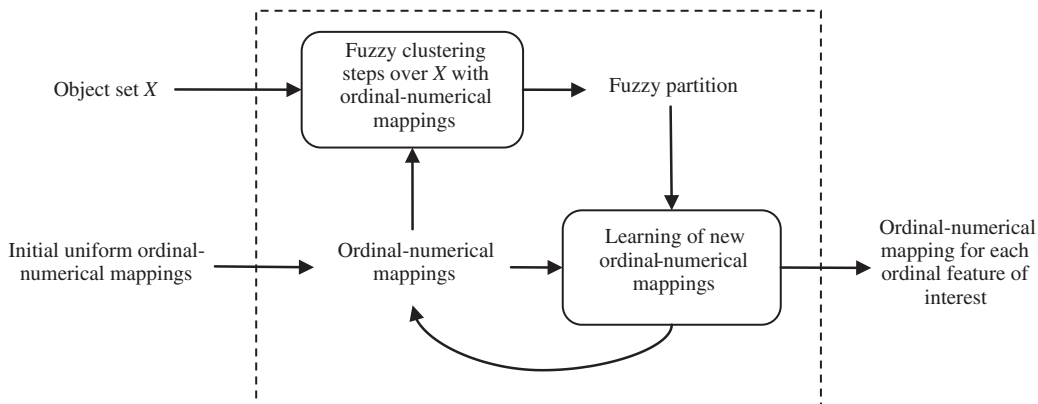 Fuzzy clustering
steps over X with
ordinal-numerical
mappings
Object set X
Fuzzy partition
Initial uniform ordinal-
numerical mappings
Ordinal-numerical
mappings
Learning of new
ordinal-numerical
mappings
Ordinal-numerical
mapping for each
ordinal feature of
interest